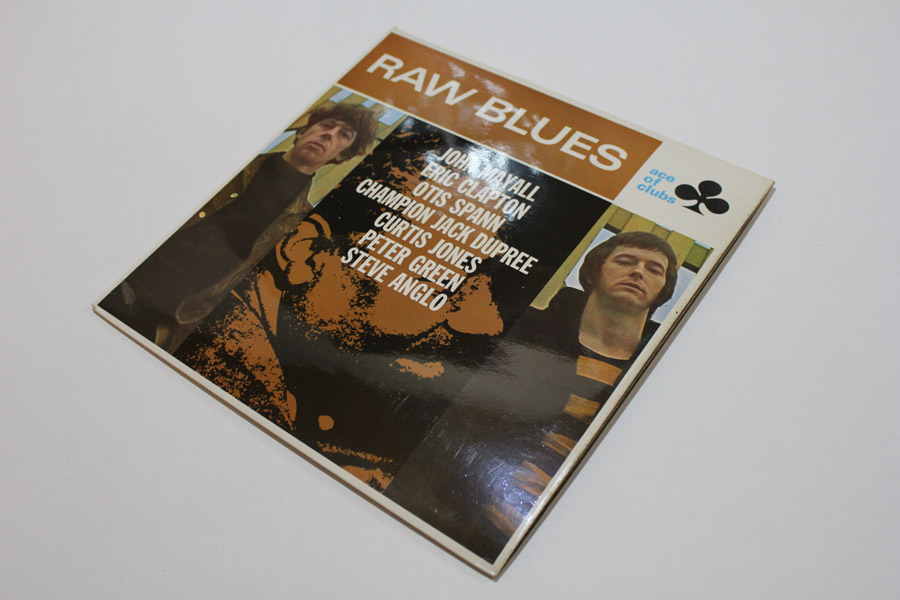 RAW BLUES
ace
of
clubs
JOHN MAYALL
ERIC CLAPTON
OTIS SPANN
CHAMPION JACK DUPREE
CURTIS JONES
PETER GREEN
STEVE ANGLO